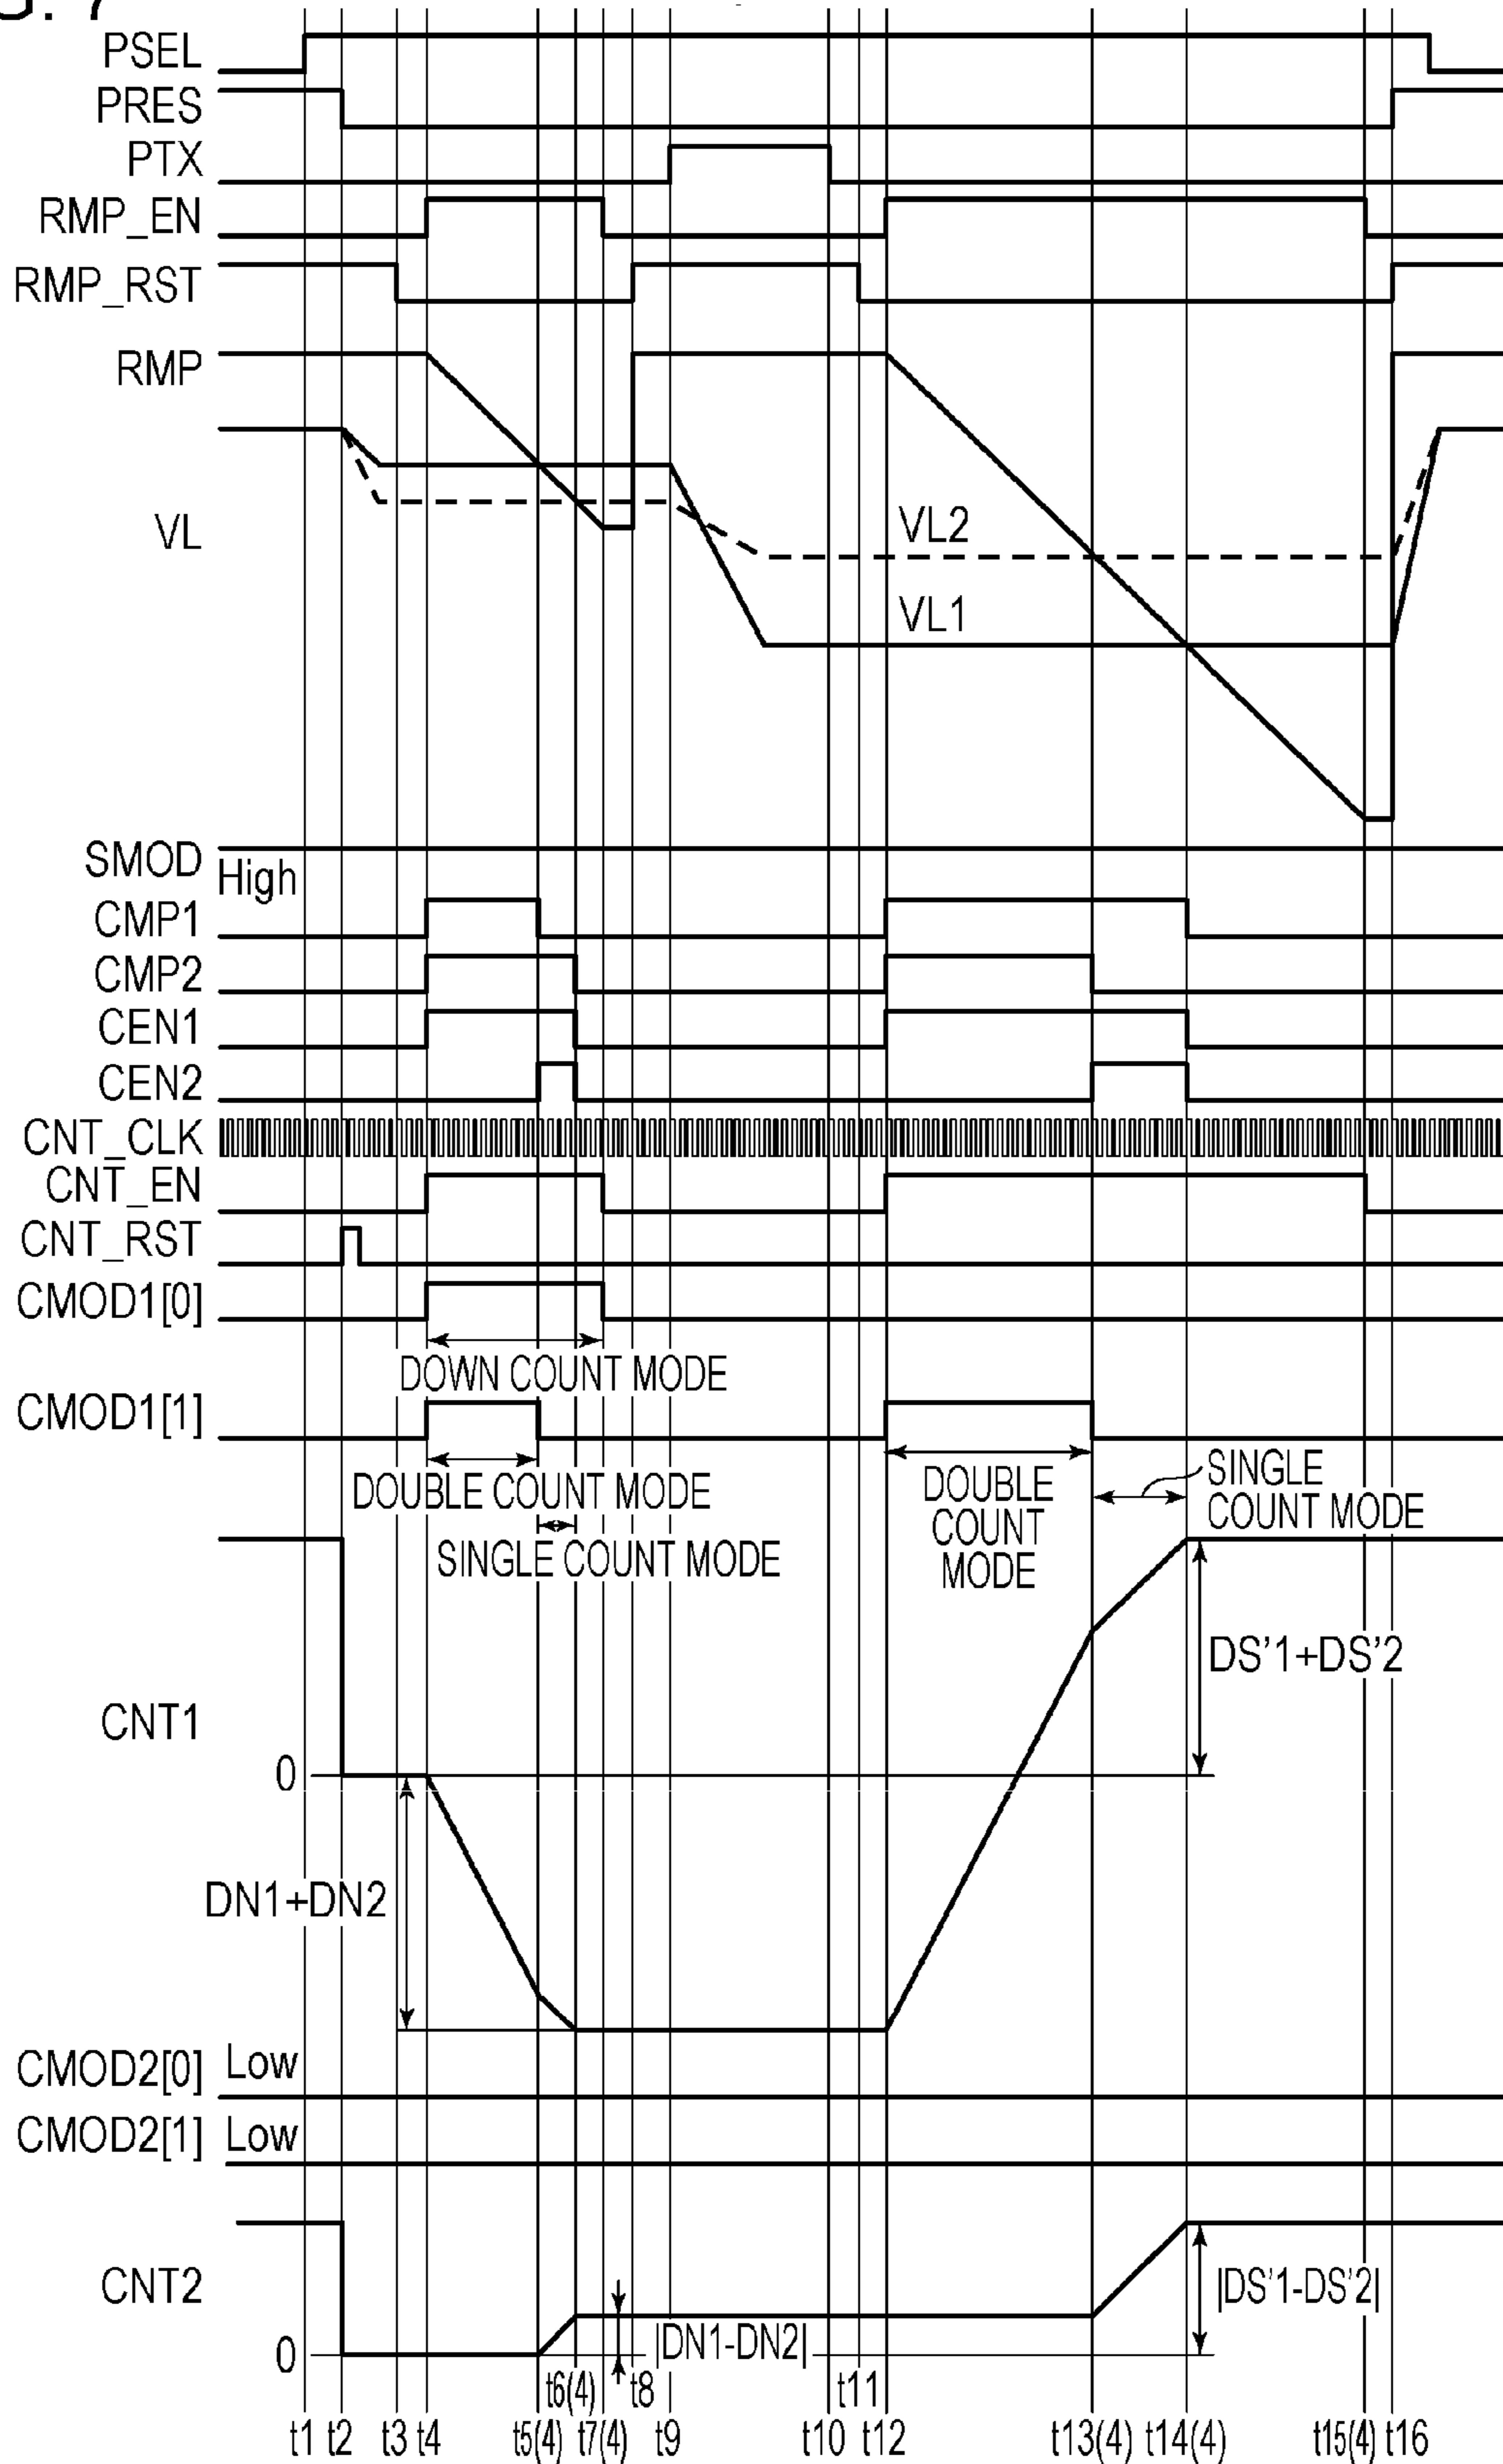 G. 7
PSEL
PRES
PTX
RMP_EN
RMP_RST
RMP
VL
VL2
VL1
SMOD
High
CMP1
CMP2
CEN1
CEN2
CNT_CLK
CNT_EN
CNT_RST
CMOD1[0]
DOWN COUNT MODE
CMOD1[1]
DOUBLE COUNT MODE
SINGLE COUNT MODE
DOUBLE
COUNT
MODE
SINGLE
COUNT MODE
DS'1+DS'2
CNT1
0
DN1+DN2
CMOD2[0] Low
CMOD2[1] Low
CNT2
|DS'1-DS'2|
0
|DN1-DN2|
t6(4) t8 t11
t1 t2 t3 t4 t5(4) t7(4) t9 t10 t12 t13(4) t14(4) t15(4) t16